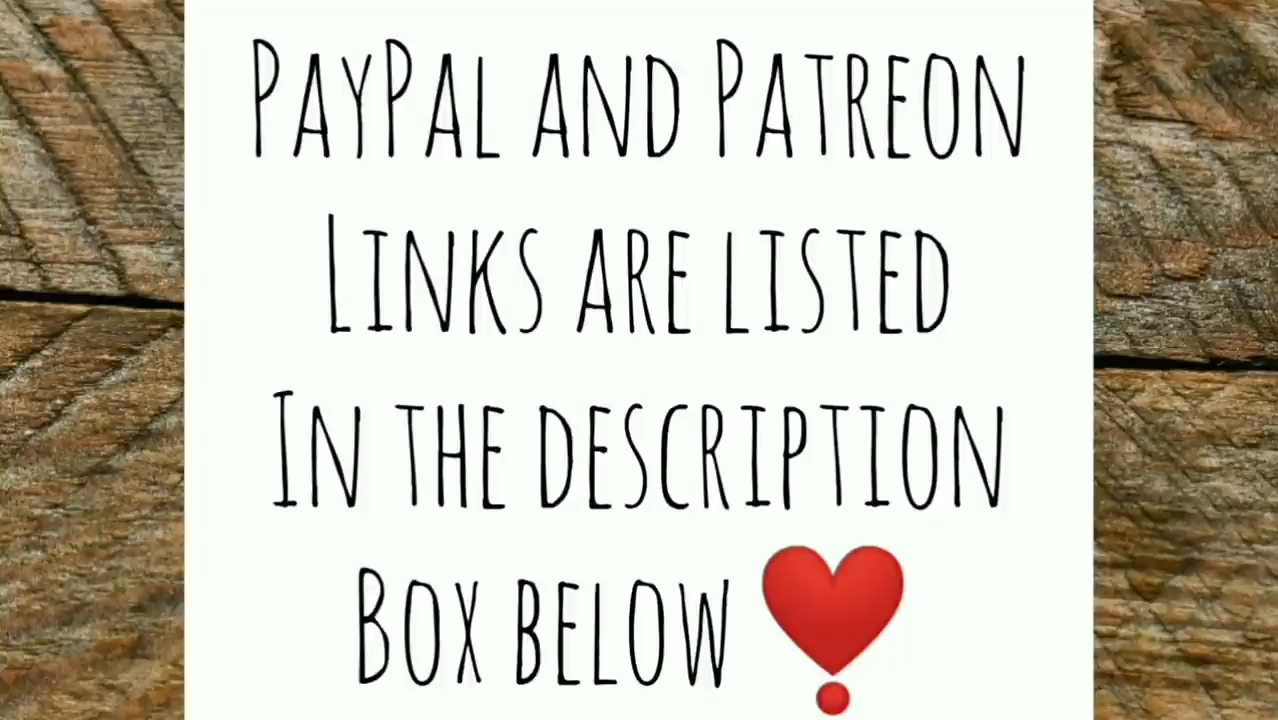 PayPal and Patreon
Links are listed
In the description
Box below ❣️